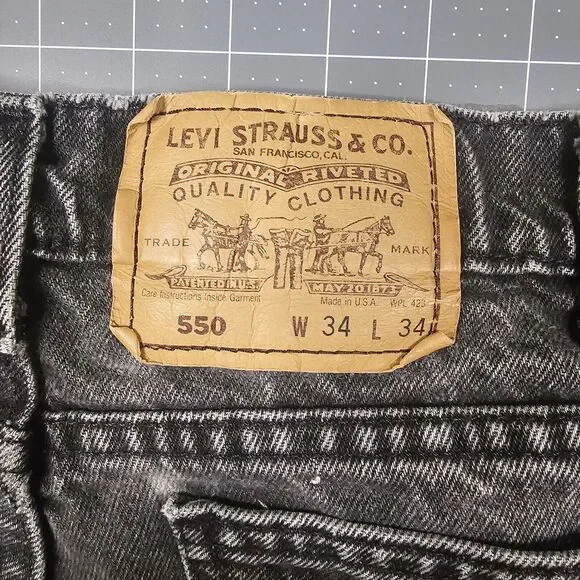 LEVI STRAUSS & CO.
SAN FRANCISCO, CAL.
ORIGINAL RIVETED
QUALITY CLOTHING
TRADE MARK
PATENTED IN U.S. MAY 20 1873
Care Instructions Inside Garment Made in U.S.A. WPL 423
550 W 34 L 34